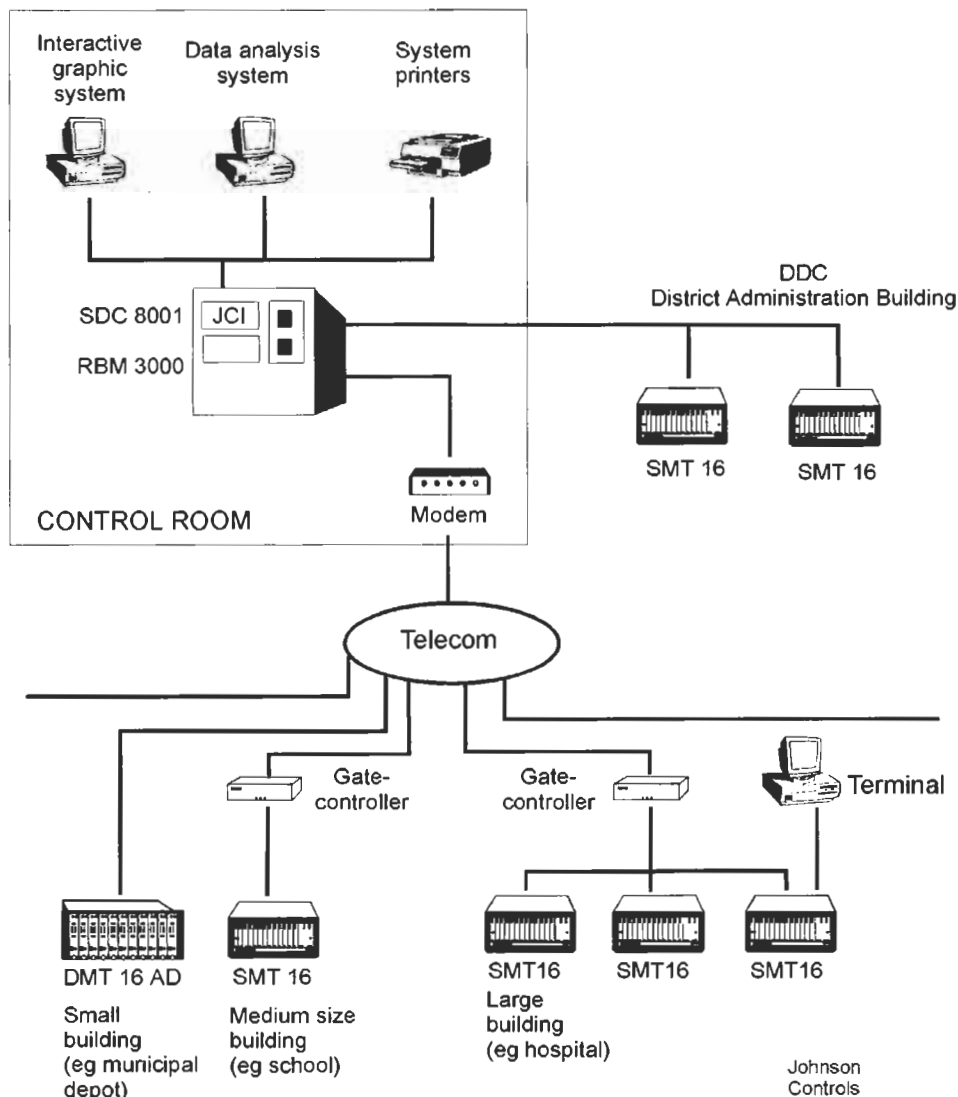 Interactive
graphic
system
Data analysis
system
System
printers
SDC 8001
JCI
RBM 3000
DDC
District Administration Building
SMT 16
SMT 16
Modem
CONTROL ROOM
Telecom
Gate-
controller
Gate-
controller
Terminal
DMT 16 AD
SMT 16
SMT16
SMT16
SMT16
Small
building
(eg municipal
depot)
Medium size
building
(eg school)
Large
building
(eg hospital)
Johnson
Controls